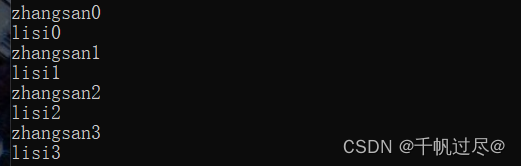 zhangsan0
lisi0
zhangsan1
lisi1
zhangsan2
lisi2
zhangsan3
lisi3
CSDN @千帆过尽@